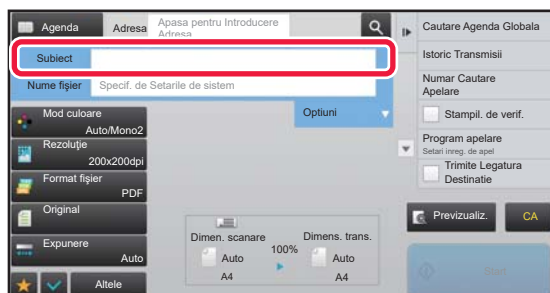 Agenda
Adresa
Apasa pentru Introducere
Adresa
Subiect
Nume fișier
Specif. de Setarile de sistem
Mod culoare
Auto/Mono2
Optiuni
Rezoluţie
200x200dpi
Format fișier
PDF
Original
Expunere
Auto
Altele
Dimen. scanare
100%
Dimens. trans.
Auto
Auto
A4
A4
Cautare Agenda Globala
Istoric Transmisii
Numar Cautare
Apelare
Stampil. de verif.
Program apelare
Setari inreg. de apel
Trimite Legatura
Destinatie
Previzualiz.
CA
Start